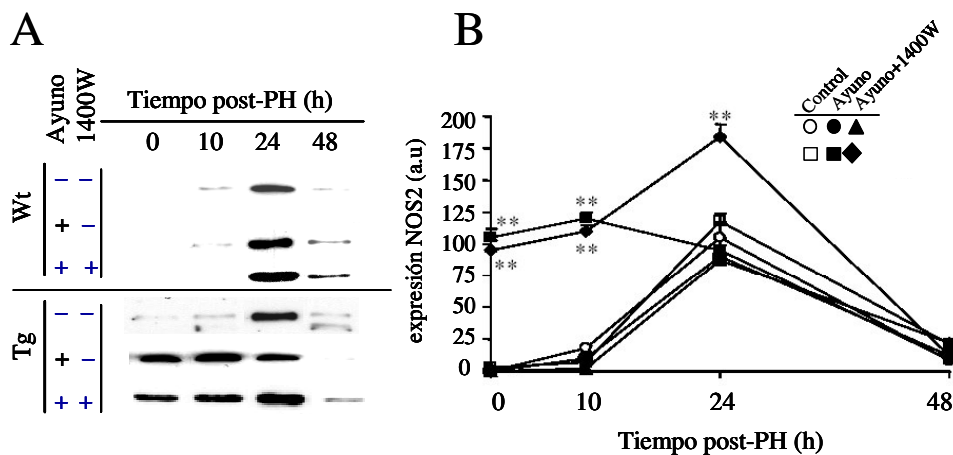 A
Ayuno
1400W
Tiempo post-PH (h)
0 10 24 48
Wt
– –
+ –
+ +
Tg
– –
+ –
+ +
B
Control
Ayuno
Ayuno+1400W
expresión NOS2 (a.u)
200
175
150
125
100
75
50
25
0
**
**
**
**
**
0 10 24 48
Tiempo post-PH (h)